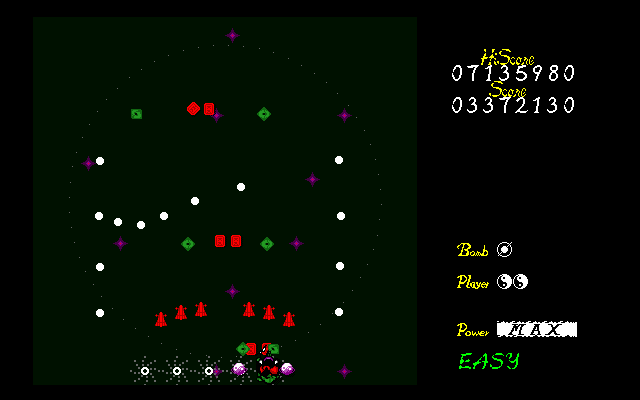 HiScore
07135980
Score
03372130
Bomb
Player
Power MAX
EASY